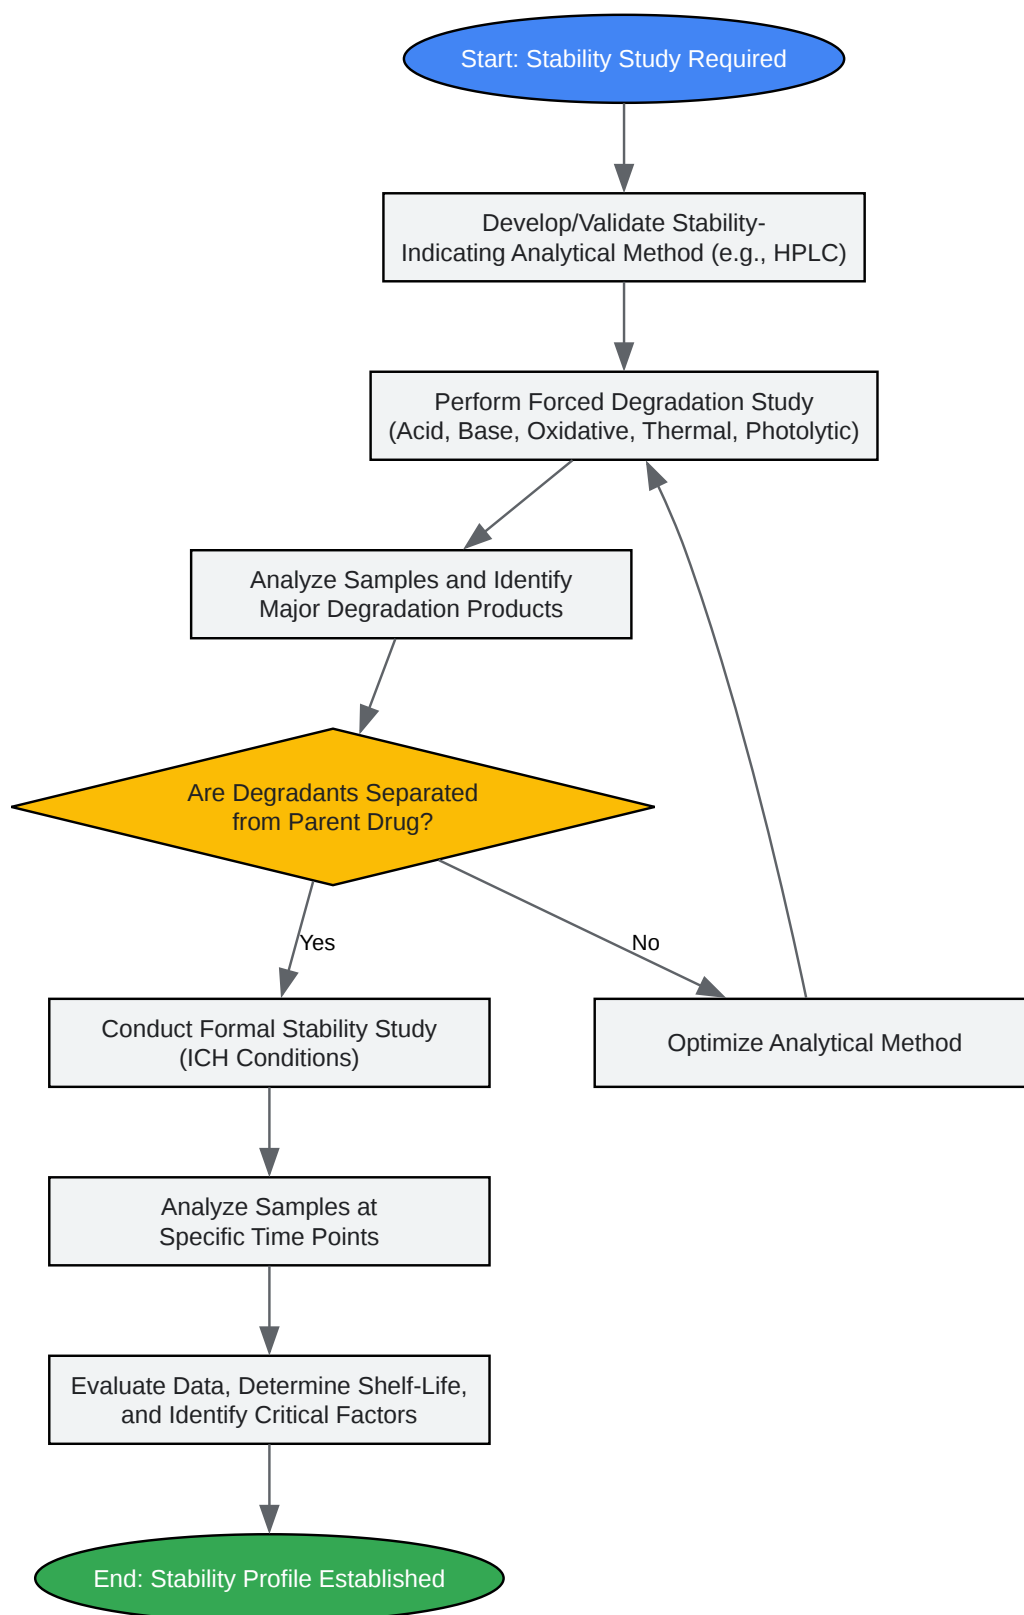 Start: Stability Study Required
Develop/Validate Stability-
Indicating Analytical Method (e.g., HPLC)
Perform Forced Degradation Study
(Acid, Base, Oxidative, Thermal, Photolytic)
Analyze Samples and Identify
Major Degradation Products
Are Degradants Separated
from Parent Drug?
Yes
No
Conduct Formal Stability Study
(ICH Conditions)
Optimize Analytical Method
Analyze Samples at
Specific Time Points
Evaluate Data, Determine Shelf-Life,
and Identify Critical Factors
End: Stability Profile Established